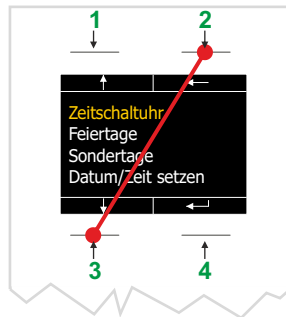 1 2
Zeitschaltuhr
Feiertage
Sondertage
Datum/Zeit setzen
3 4